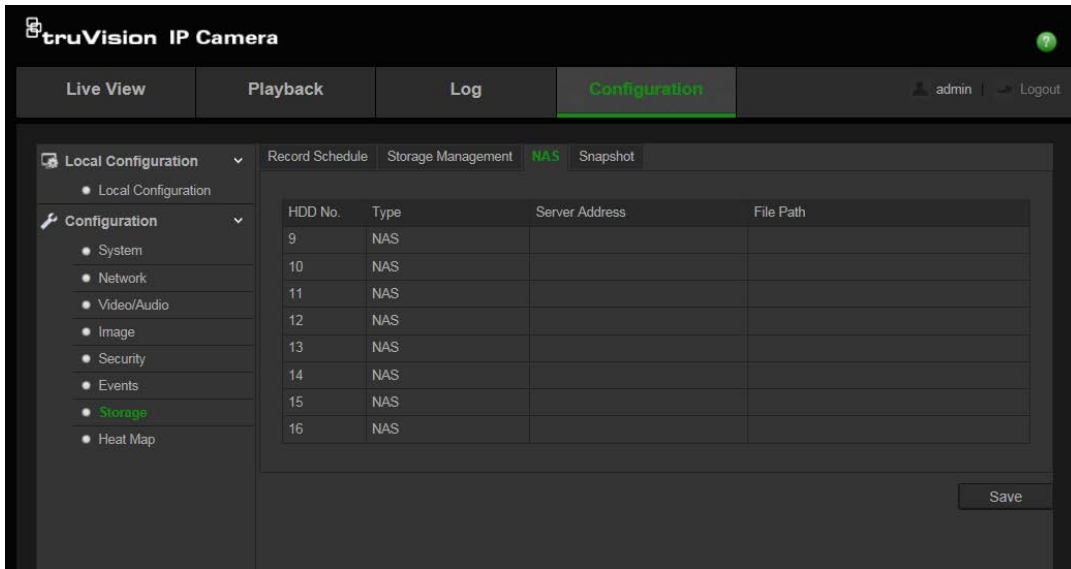 truVision IP Camera
?
Live View Playback Log Configuration admin | Logout
Local Configuration
Local Configuration
Configuration
System
Network
Video/Audio
Image
Security
Events
Storage
Heat Map
Record Schedule Storage Management NAS Snapshot
HDD No. Type Server Address File Path
9 NAS
10 NAS
11 NAS
12 NAS
13 NAS
14 NAS
15 NAS
16 NAS
Save